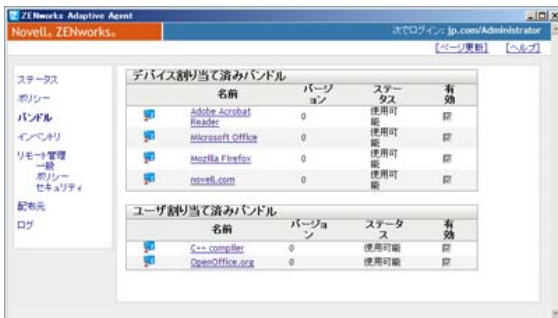 ZENworks Adaptive Agent
Novell® ZENworks®
次でログイン: jp.com/Administrator
[ページ更新] [ヘルプ]
ステータス
ポリシー
バンドル
インベントリ
リモート管理
一般
ポリシー
セキュリティ
配布元
ログ
デバイス割り当て済みバンドル
名前 バージョン ステータス 有効
Adobe Acrobat Reader 0 使用可能
Microsoft Office 0 使用可能
Mozilla Firefox 0 使用可能
novell.com 0 使用可能
ユーザ割り当て済みバンドル
名前 バージョン ステータス 有効
C++ compiler 0 使用可能
OpenOffice.org 0 使用可能